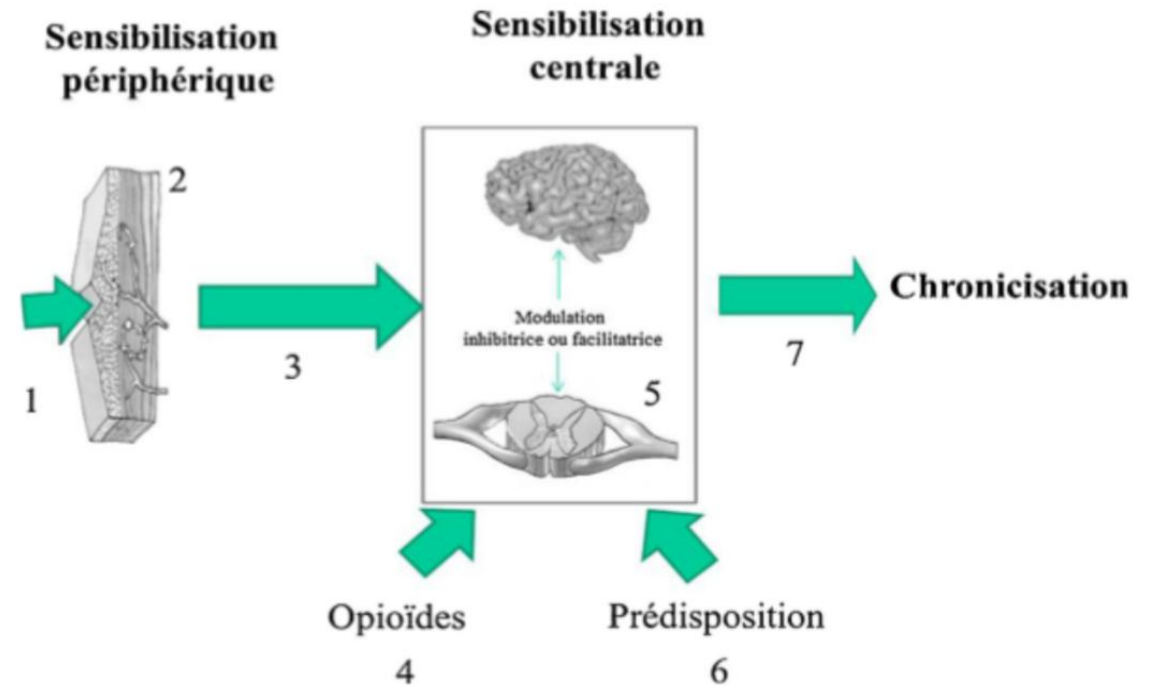 Sensibilisation
périphérique
Sensibilisation
centrale
2
1
3
Modulation
inhibitrice ou facilitatrice
5
7
Chronicisation
Opioïdes
4
Prédisposition
6